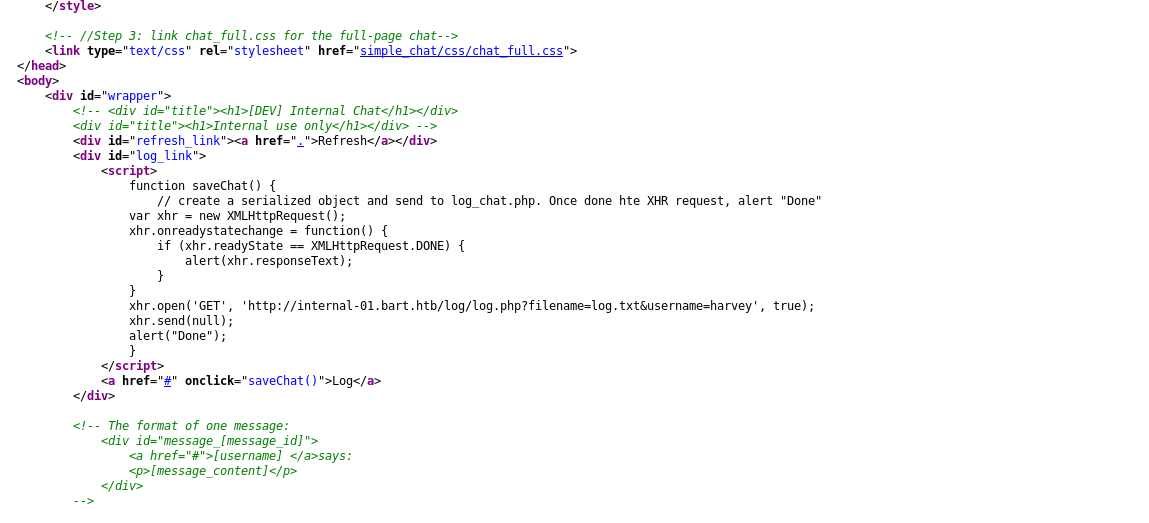 </style>
<!-- //Step 3: link chat_full.css for the full-page chat-->
<link type="text/css" rel="stylesheet" href="simple_chat/css/chat_full.css">
</head>
<body>
<div id="wrapper">
<!-- <div id="title"><h1>[DEV] Internal Chat</h1></div>
<div id="title"><h1>Internal use only</h1></div> -->
<div id="refresh_link"><a href=".">Refresh</a></div>
<div id="log_link">
<script>
function saveChat() {
// create a serialized object and send to log_chat.php. Once done hte XHR request, alert "Done"
var xhr = new XMLHttpRequest();
xhr.onreadystatechange = function() {
if (xhr.readyState == XMLHttpRequest.DONE) {
alert(xhr.responseText);
}
}
xhr.open('GET', 'http://internal-01.bart.htb/log/log.php?filename=log.txt&username=harvey', true);
xhr.send(null);
alert("Done");
}
</script>
<a href="#" onclick="saveChat()">Log</a>
</div>
<!-- The format of one message:
<div id="message_[message_id]">
<a href="#">[username] </a>says:
<p>[message_content]</p>
</div>
-->